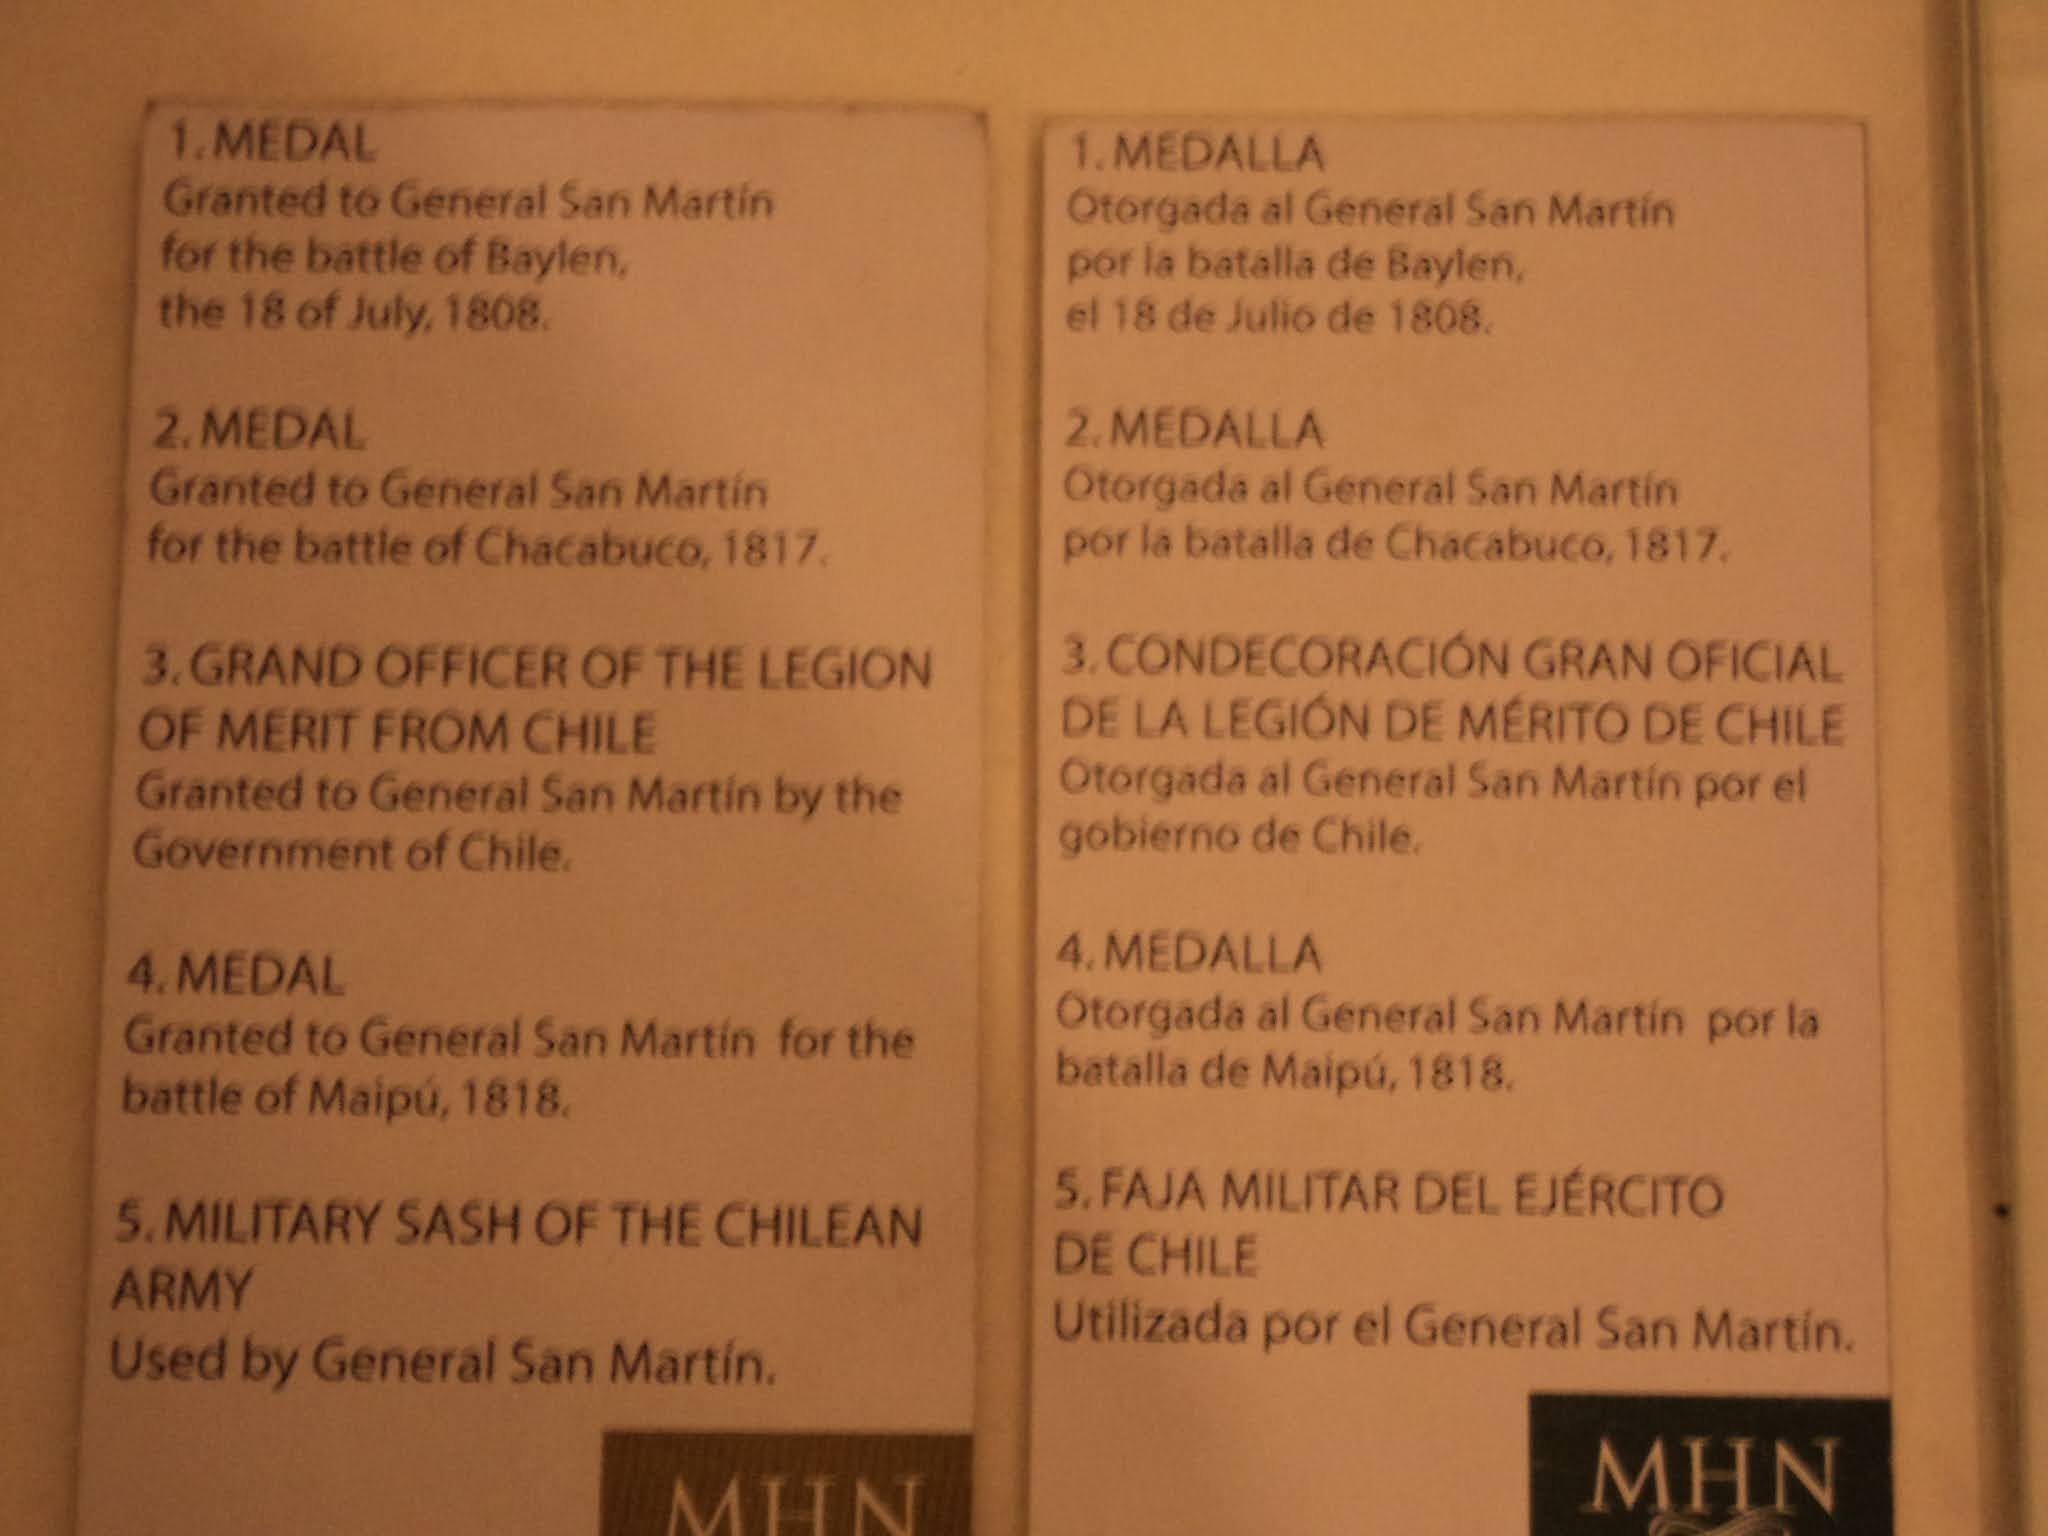 1. MEDAL
Granted to General San Martín
for the battle of Baylen,
the 18 of July, 1808.
2. MEDAL
Granted to General San Martín
for the battle of Chacabuco, 1817.
3. GRAND OFFICER OF THE LEGION
OF MERIT FROM CHILE
Granted to General San Martín by the
Government of Chile.
4. MEDAL
Granted to General San Martín for the
battle of Maipú, 1818.
5. MILITARY SASH OF THE CHILEAN
ARMY
Used by General San Martín.
MHN
1. MEDALLA
Otorgada al General San Martín
por la batalla de Baylen,
el 18 de Julio de 1808.
2. MEDALLA
Otorgada al General San Martín
por la batalla de Chacabuco, 1817.
3. CONDECORACIÓN GRAN OFICIAL
DE LA LEGIÓN DE MÉRITO DE CHILE
Otorgada al General San Martín por el
gobierno de Chile.
4. MEDALLA
Otorgada al General San Martín por la
batalla de Maipú, 1818.
5. FAJA MILITAR DEL EJÉRCITO
DE CHILE
Utilizada por el General San Martín.
MHN